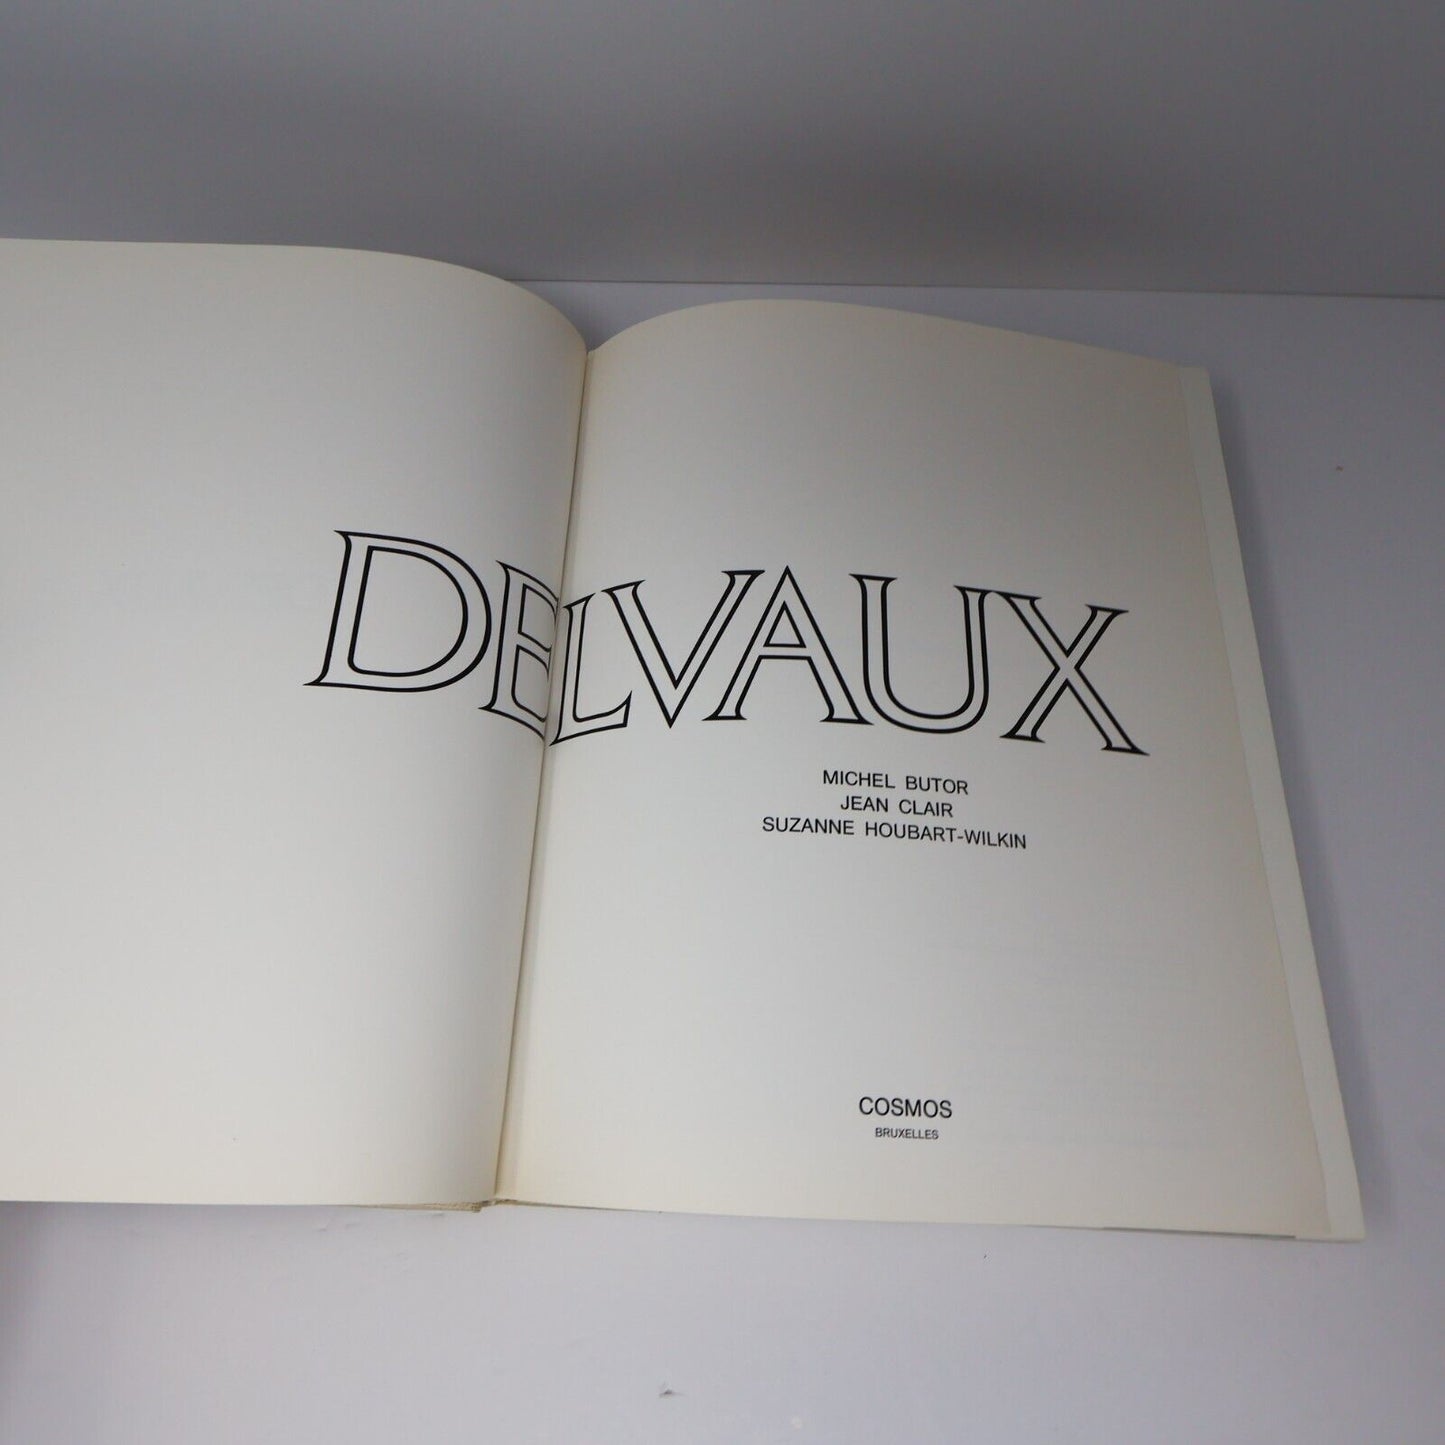 DELVAUX
MICHEL BUTOR
JEAN CLAIR
SUZANNE HOUBART-WILKIN
COSMOS
BRUXELLES